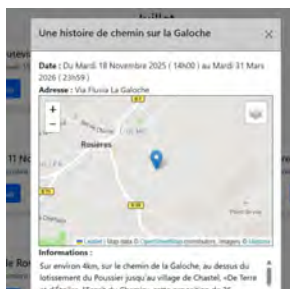 Juillet
Une histoire de chemin sur la Galoche
×
Date : Du Mardi 18 Novembre 2025 ( 14h00 ) au Mardi 31 Mars
2026 ( 23h59 )
Adresse : Via Fluvia La Galoche
+
−
Rosières
Leaflet | Map data © OpenStreetMap contributors, Imagery © Mapbox
Informations :
Sur environ 4km, sur le chemin de la Galoche, au dessus du
lotissement du Poussier jusqu'au village de Chastel, «De Terre